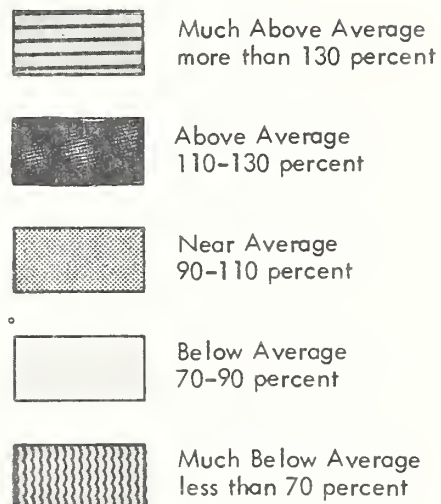 Much Above Average
more than 130 percent
Above Average
110-130 percent
Near Average
90-110 percent
Below Average
70-90 percent
Much Below Average
less than 70 percent